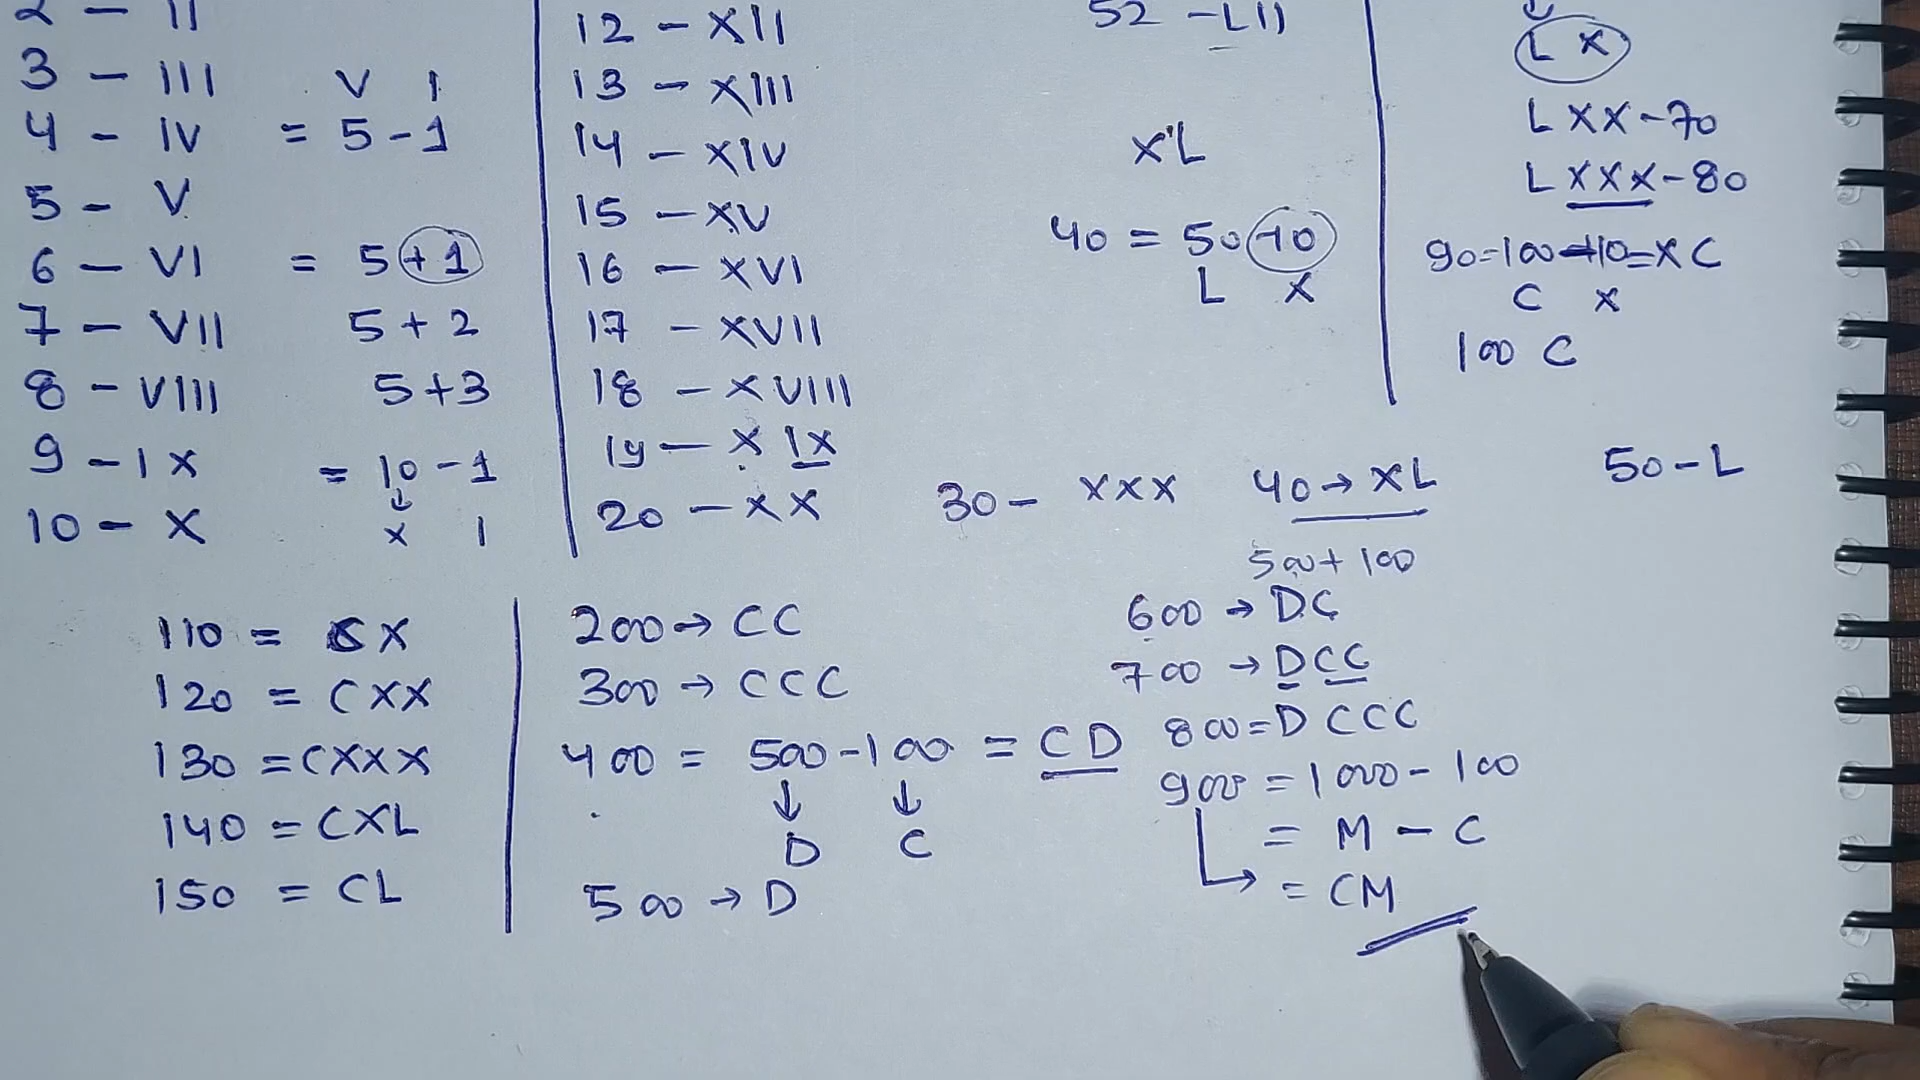 2 - II
3 - III
V I
4 - IV = 5 - 1
5 - V
6 - VI = 5 + 1
7 - VII 5 + 2
8 - VIII 5 + 3
9 - IX = 10 - 1
10 - X X 1
12 - XII
13 - XIII
14 - XIV
15 - XV
16 - XVI
17 - XVII
18 - XVIII
19 - X IX
20 - XX
52 - LII
XL
40 = 50 - 10
L X
L X
LXX - 70
LXXX - 80
90 = 100 - 10 = XC
C X
100 C
30 - XXX
40 → XL
50 - L
110 = CX
120 = CXX
130 = CXXX
140 = CXL
150 = CL
200 → CC
300 → CCC
400 = 500 - 100 = CD
↓ ↓
D C
500 → D
500 + 100
600 → DC
700 → DCC
800 = DCCC
900 = 1000 - 100
= M - C
= CM